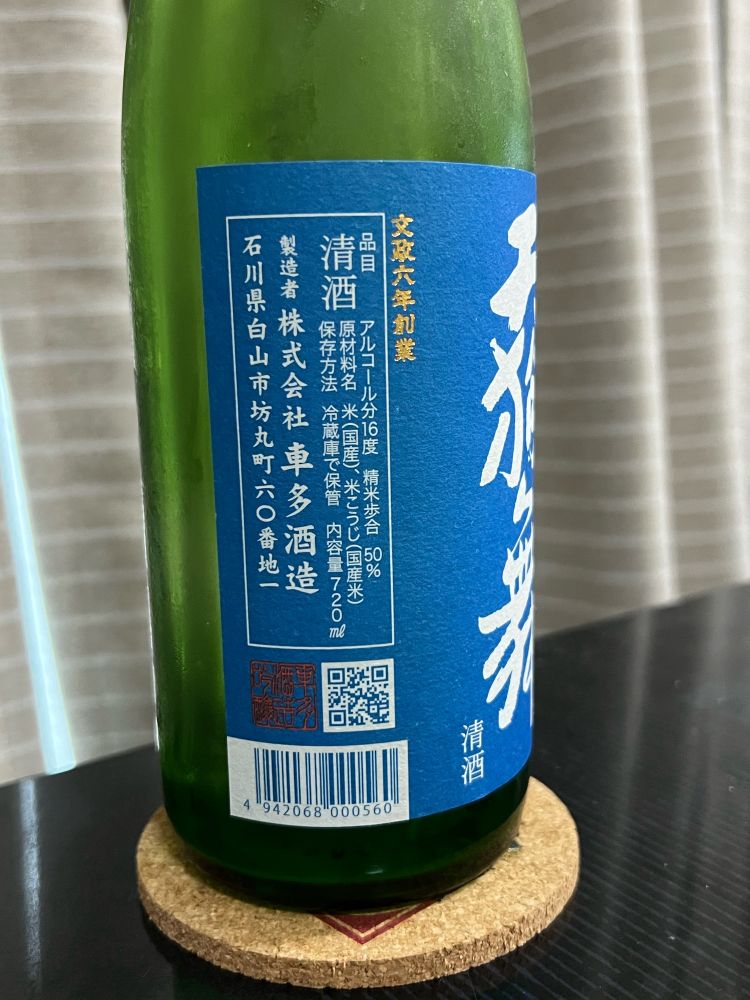 天狗舞
清酒
文政六年創業
品目
清酒
アルコール分16度 精米歩合 50%
原材料名 米(国産)、米こうじ(国産米)
保存方法 冷蔵庫で保管 内容量720㎖
製造者 株式会社 車多酒造
石川県白山市坊丸町六〇番地一
4 942068 000560